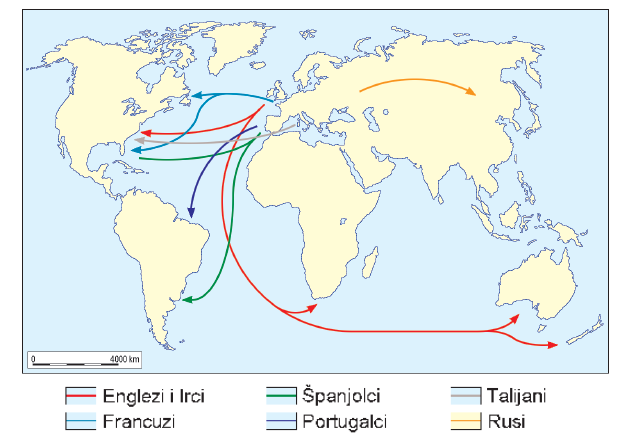 0 4000 km
Englezi i Irci Španjolci Talijani
Francuzi Portugalci Rusi